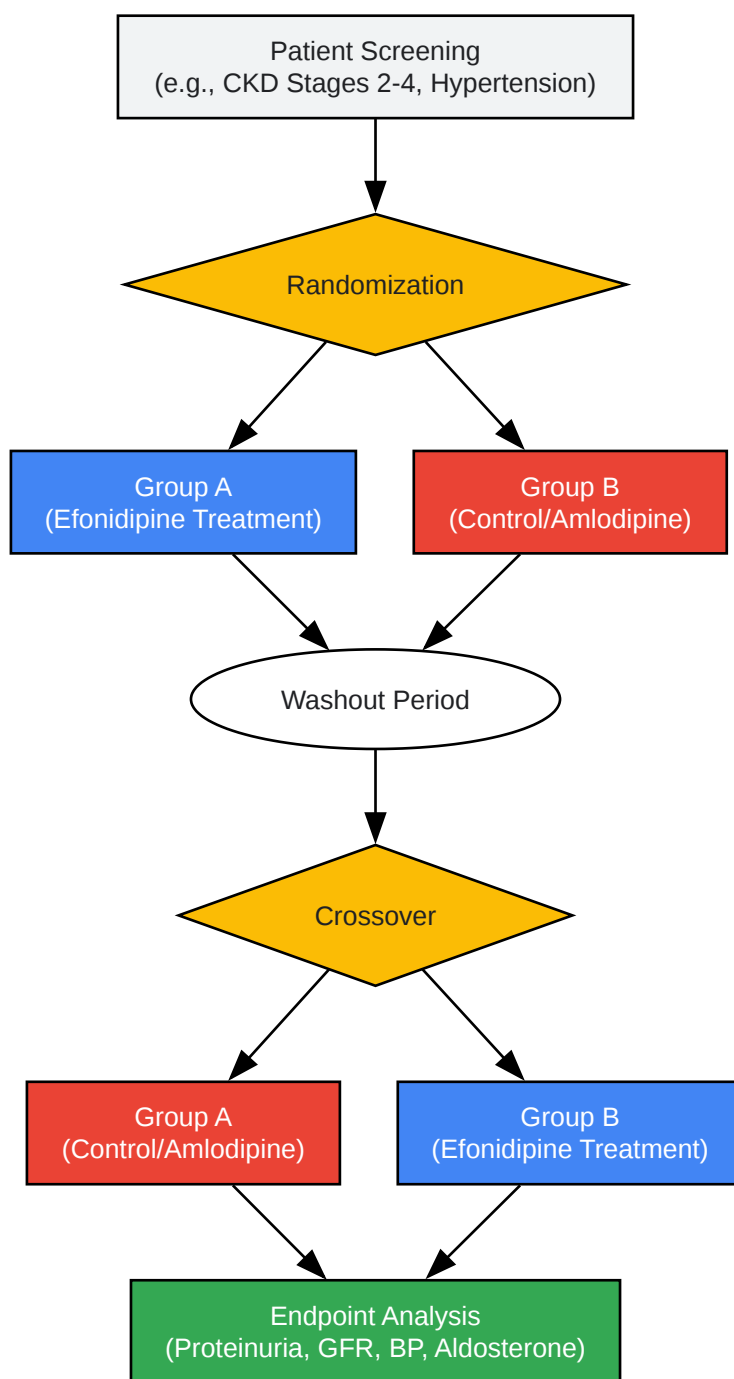 Patient Screening
(e.g., CKD Stages 2-4, Hypertension)
Randomization
Group A
(Efonidipine Treatment)
Group B
(Control/Amlodipine)
Washout Period
Crossover
Group A
(Control/Amlodipine)
Group B
(Efonidipine Treatment)
Endpoint Analysis
(Proteinuria, GFR, BP, Aldosterone)